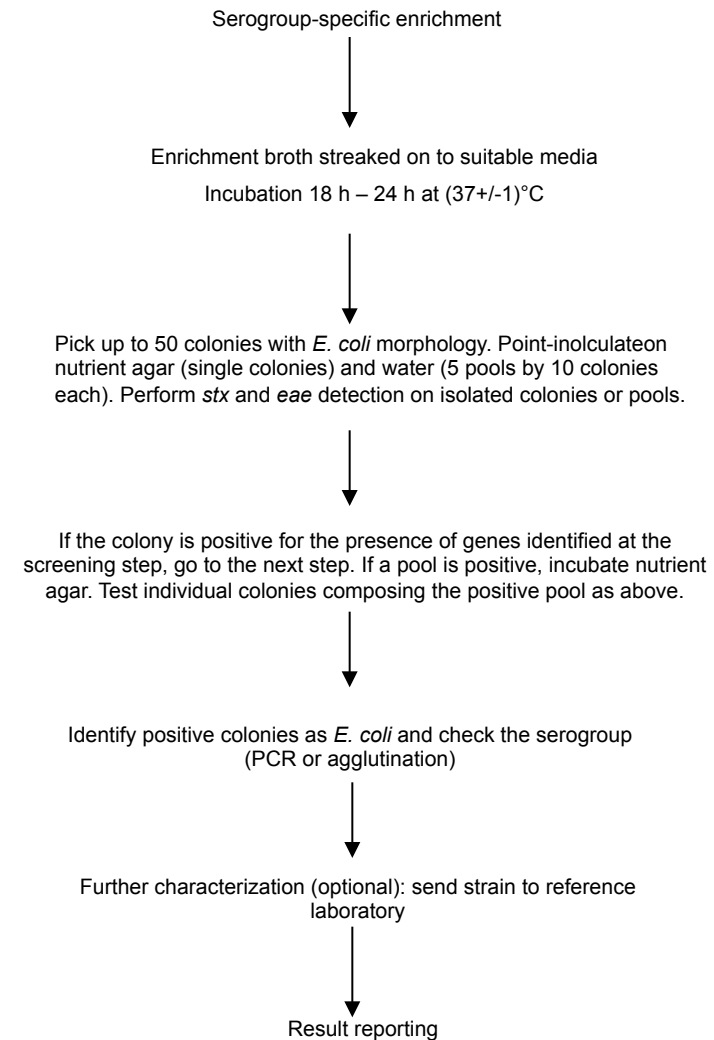 Serogroup-specific enrichment
Enrichment broth streaked on to suitable media
Incubation 18 h – 24 h at (37+/-1)°C
Pick up to 50 colonies with E. coli morphology. Point-inolculateon
nutrient agar (single colonies) and water (5 pools by 10 colonies
each). Perform stx and eae detection on isolated colonies or pools.
If the colony is positive for the presence of genes identified at the
screening step, go to the next step. If a pool is positive, incubate nutrient
agar. Test individual colonies composing the positive pool as above.
Identify positive colonies as E. coli and check the serogroup
(PCR or agglutination)
Further characterization (optional): send strain to reference
laboratory
Result reporting